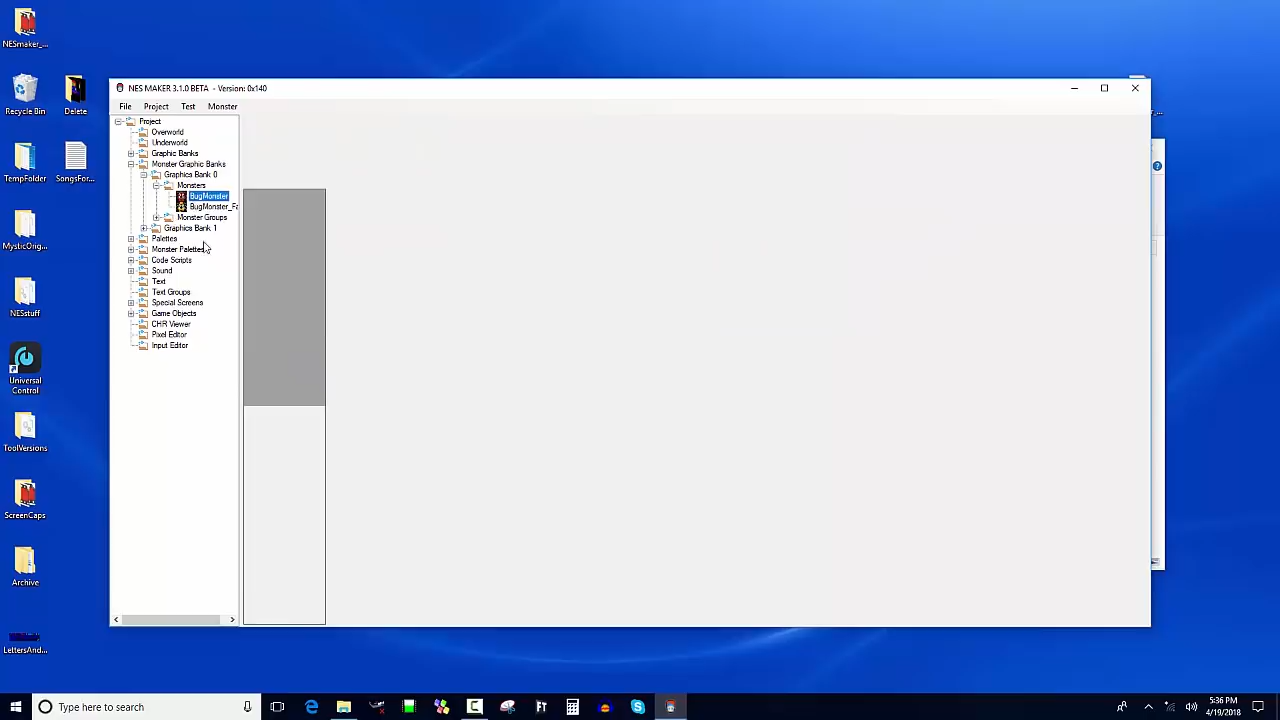 NESmaker_...
Recycle Bin
Delete
TempFolder
SongsFor...
MysticOrig...
NESstuff
Universal
Control
ToolVersions
ScreenCaps
Archive
LettersAnd...
NES MAKER 3.1.0 BETA - Version: 0x140
File Project Test Monster
Project
Overworld
Underworld
Graphic Banks
Monster Graphic Banks
Graphics Bank 0
Monsters
BugMonster
BugMonster_Fa
Monster Groups
Graphics Bank 1
Palettes
Monster Palettes
Code Scripts
Sound
Text
Text Groups
Special Screens
Game Objects
CHR Viewer
Pixel Editor
Input Editor
Type here to search
5:36 PM
4/19/2018